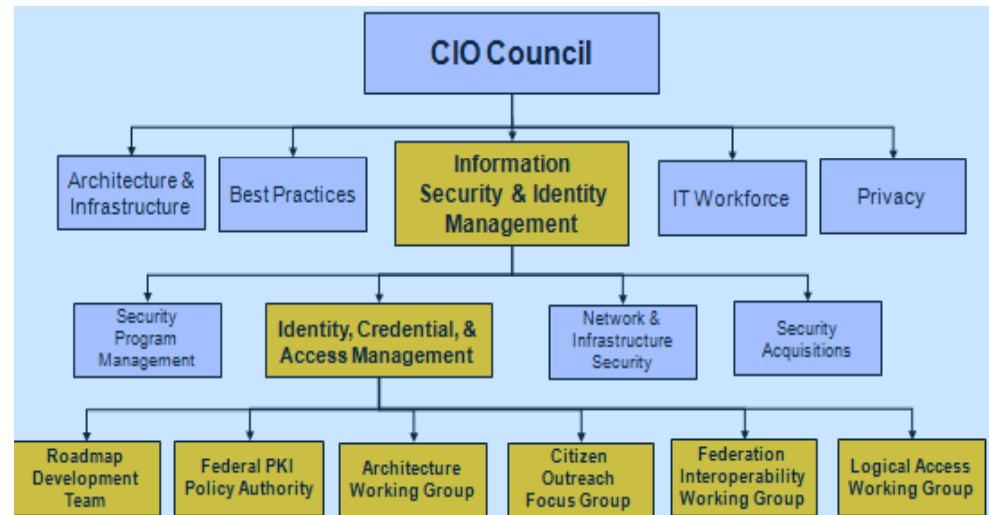 CIO Council
Architecture &
Infrastructure
Best Practices
Information
Security & Identity
Management
IT Workforce
Privacy
Security
Program
Management
Identity, Credential, &
Access Management
Network &
Infrastructure
Security
Security
Acquisitions
Roadmap
Development
Team
Federal PKI
Policy Authority
Architecture
Working Group
Citizen
Outreach
Focus Group
Federation
Interoperability
Working Group
Logical Access
Working Group